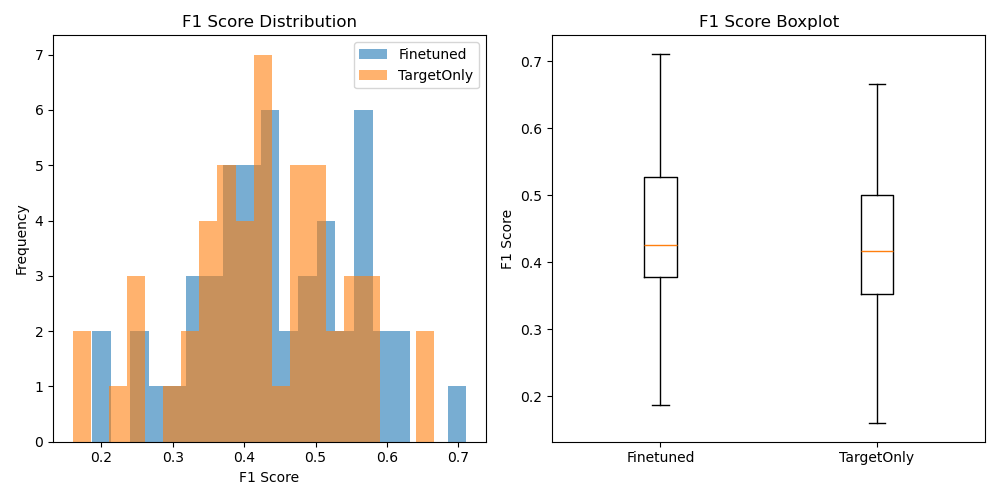 F1 Score Distribution
Finetuned
TargetOnly
Frequency
7
6
5
4
3
2
1
0
0.2 0.3 0.4 0.5 0.6 0.7
F1 Score
F1 Score Boxplot
F1 Score
0.7
0.6
0.5
0.4
0.3
0.2
Finetuned TargetOnly